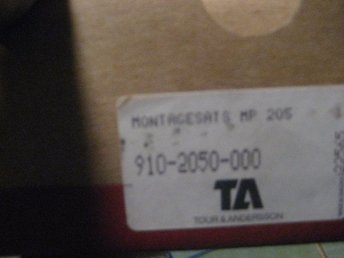 MONTAGESATS MP 205
910-2050-000
TA
TOUR & ANDERSSON